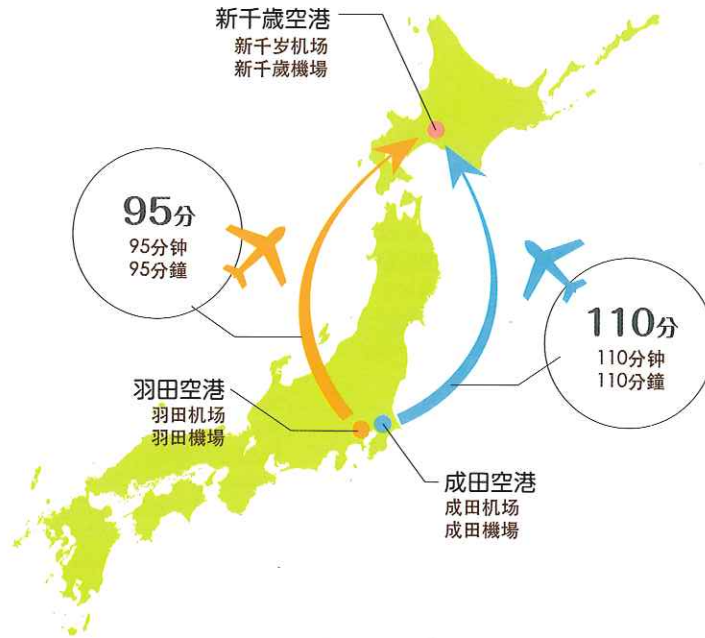 新千歳空港
新千岁机场
新千歲機場
95分
95分钟
95分鐘
110分
110分钟
110分鐘
羽田空港
羽田机场
羽田機場
成田空港
成田机场
成田機場